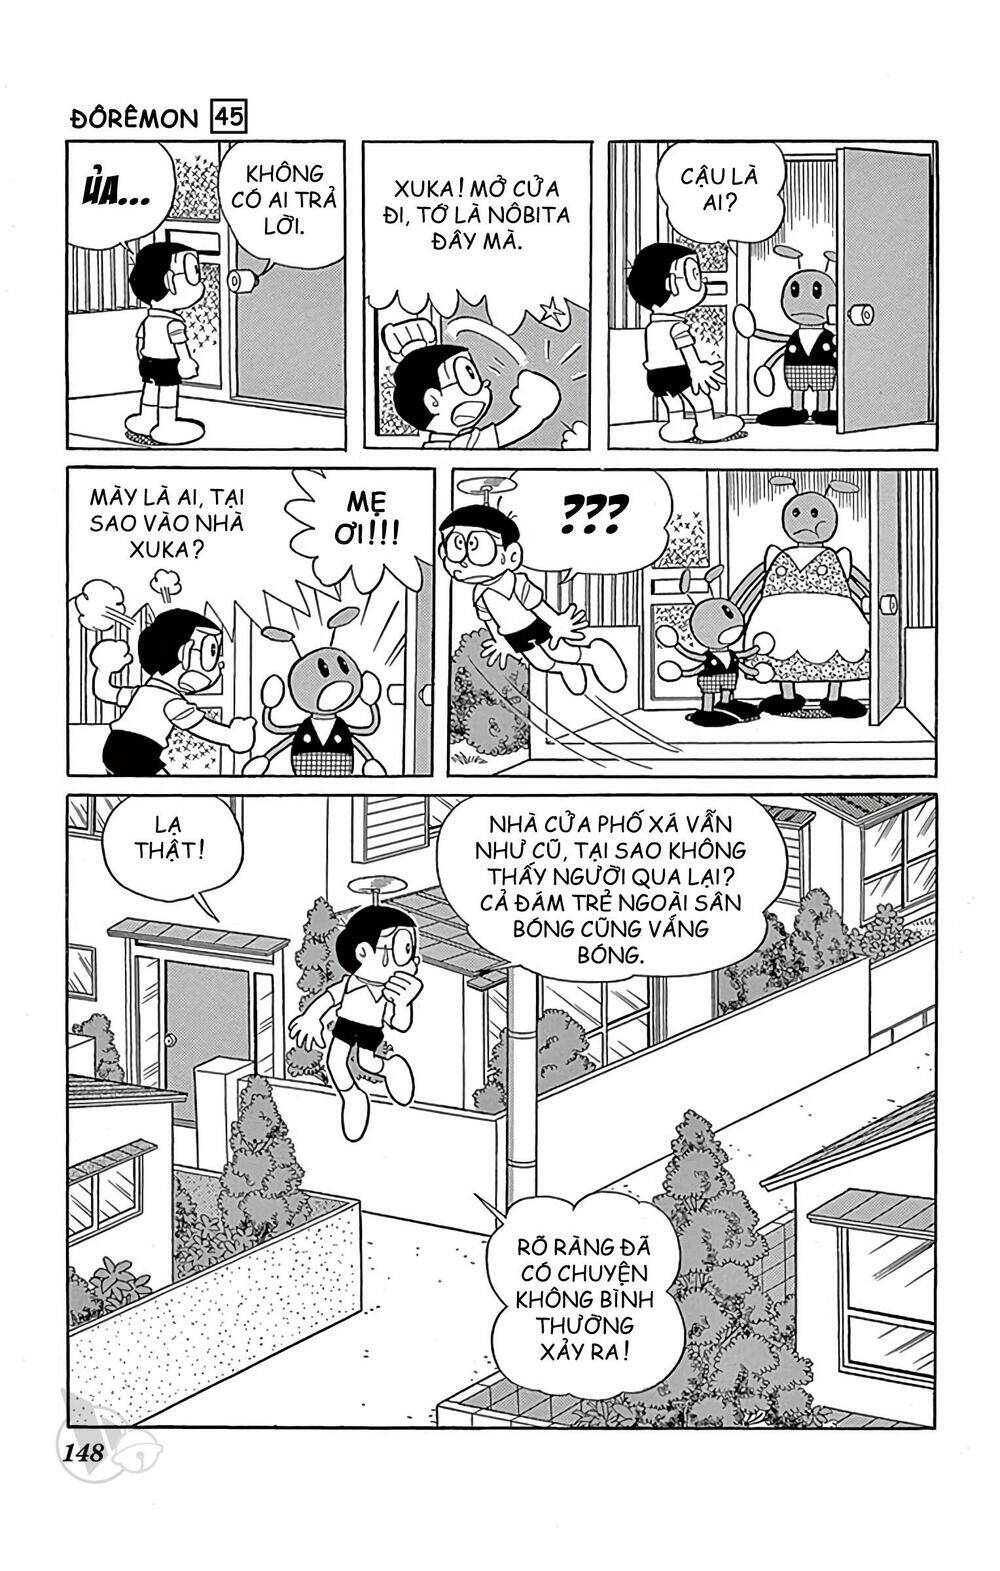 ĐÔRÊMON 45
ỦA...
KHÔNG
CÓ AI TRẢ
LỜI.
XUKA! MỞ CỬA
ĐI, TỚ LÀ NÔBITA
ĐÂY MÀ.
CẬU LÀ
AI?
MÀY LÀ AI, TẠI
SAO VÀO NHÀ
XUKA?
MẸ
ƠI!!!
???
LẠ
THẬT!
NHÀ CỬA PHỐ XÁ VẪN
NHƯ CŨ, TẠI SAO KHÔNG
THẤY NGƯỜI QUA LẠI?
CẢ ĐÁM TRẺ NGOÀI SÂN
BÓNG CŨNG VẮNG
BÓNG.
RÕ RÀNG ĐÃ
CÓ CHUYỆN
KHÔNG BÌNH
THƯỜNG
XẢY RA!
148